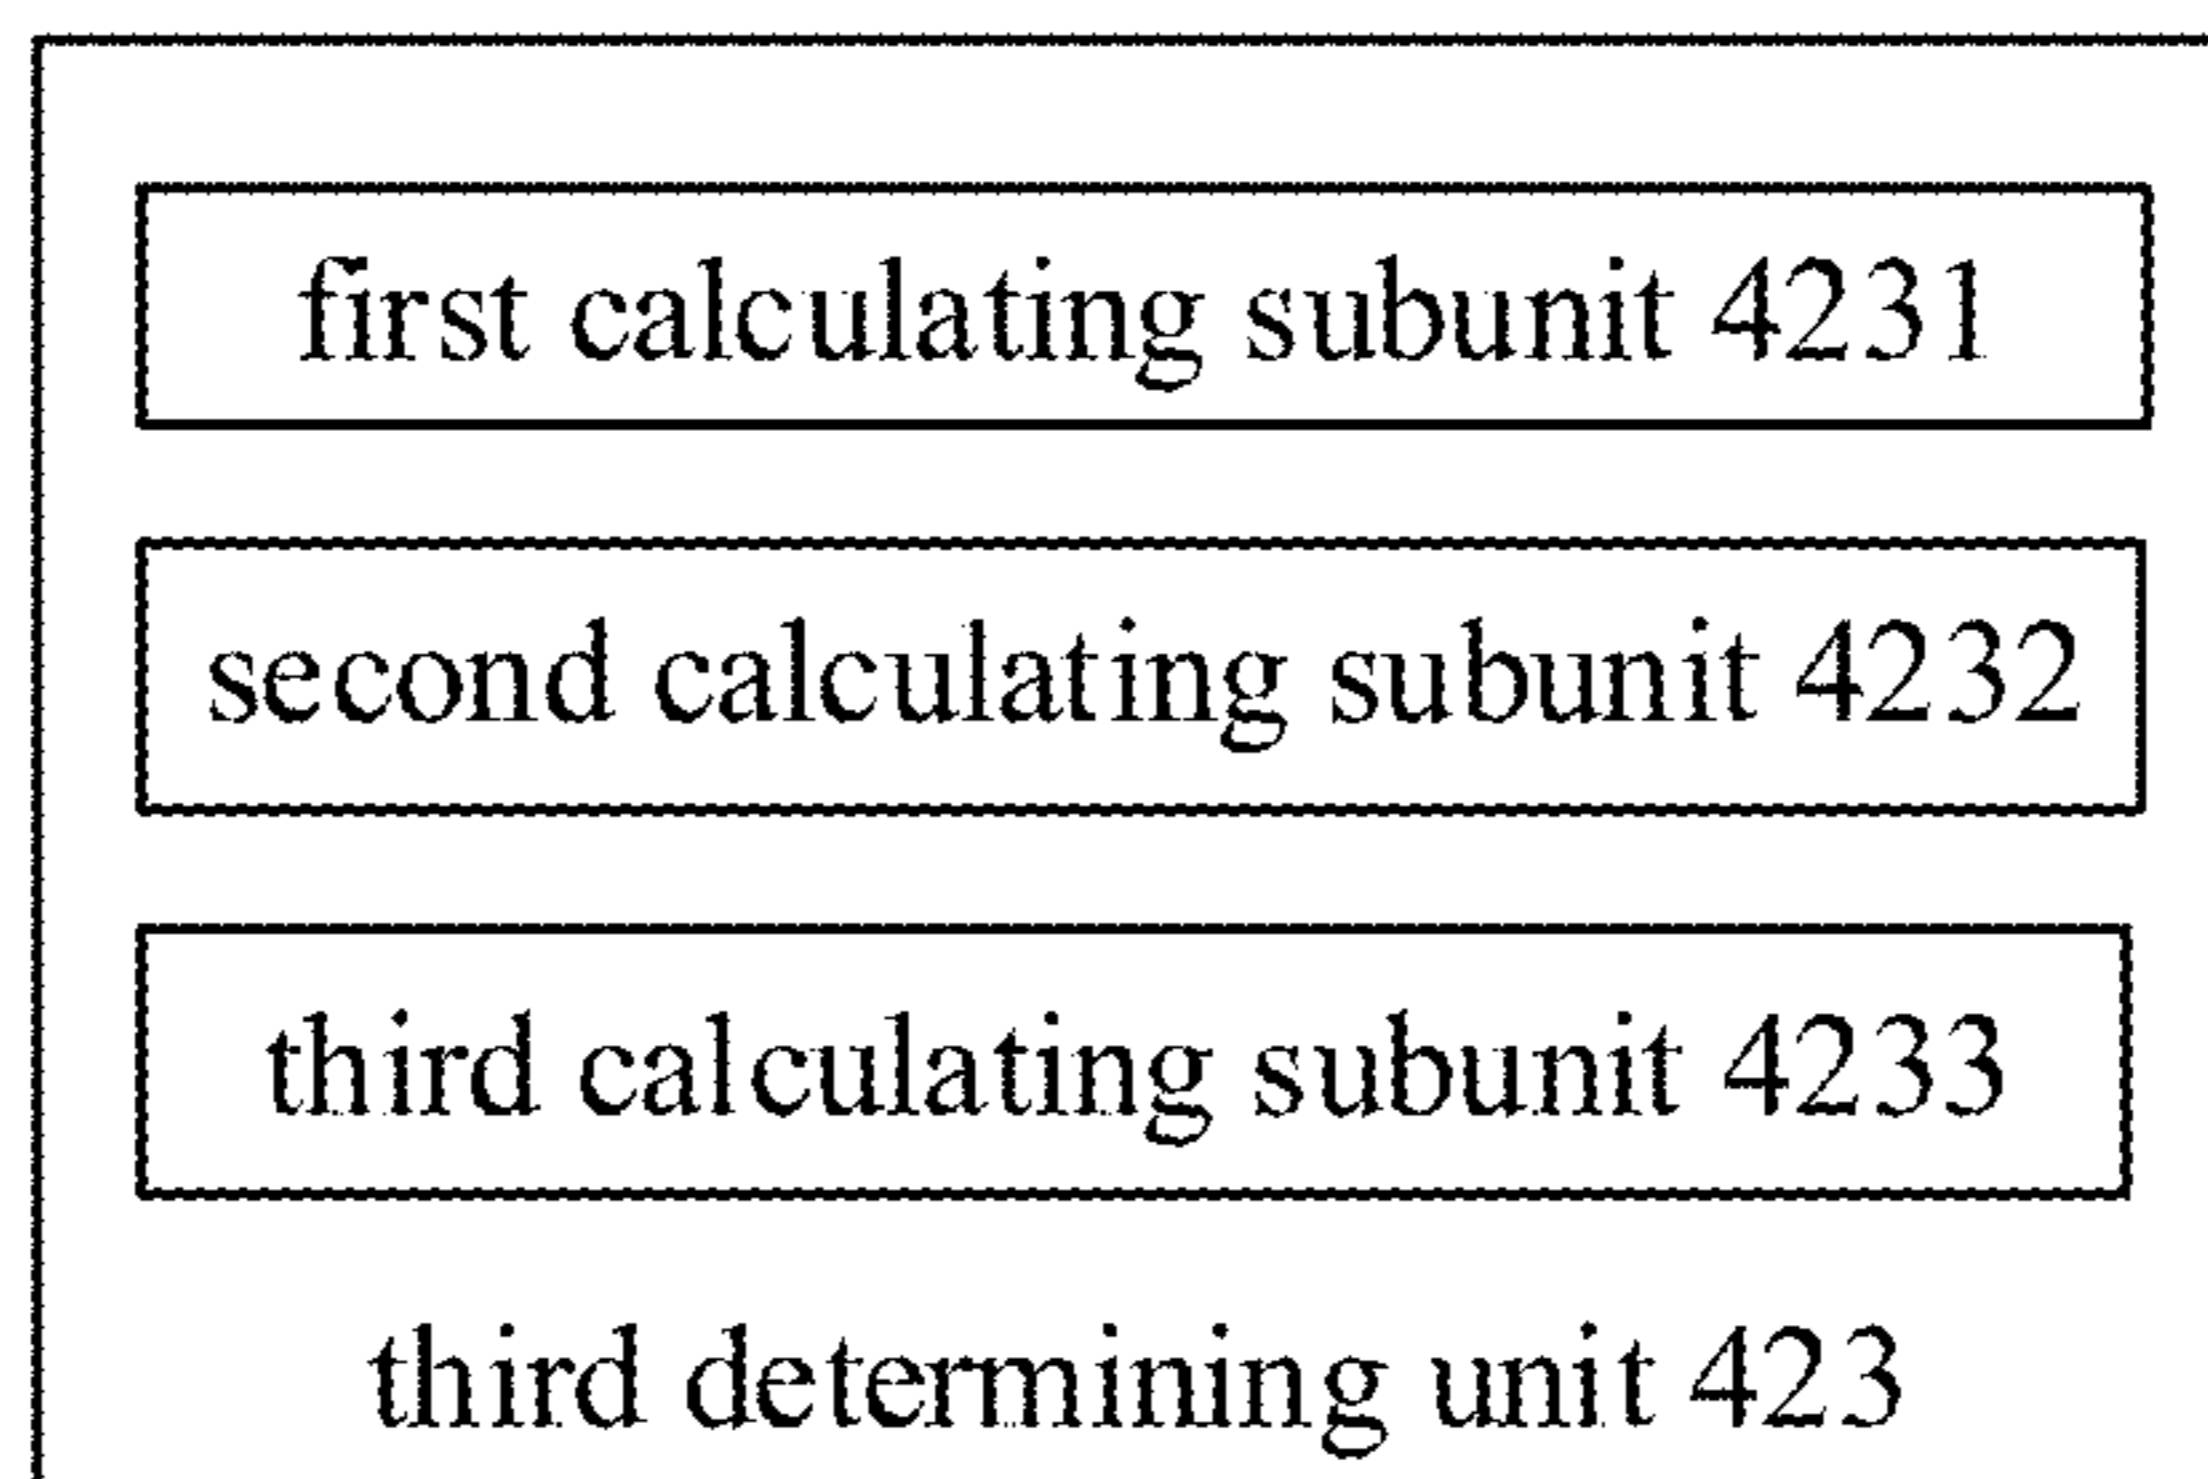 first calculating subunit 4231
second calculating subunit 4232
third calculating subunit 4233
third determining unit 423